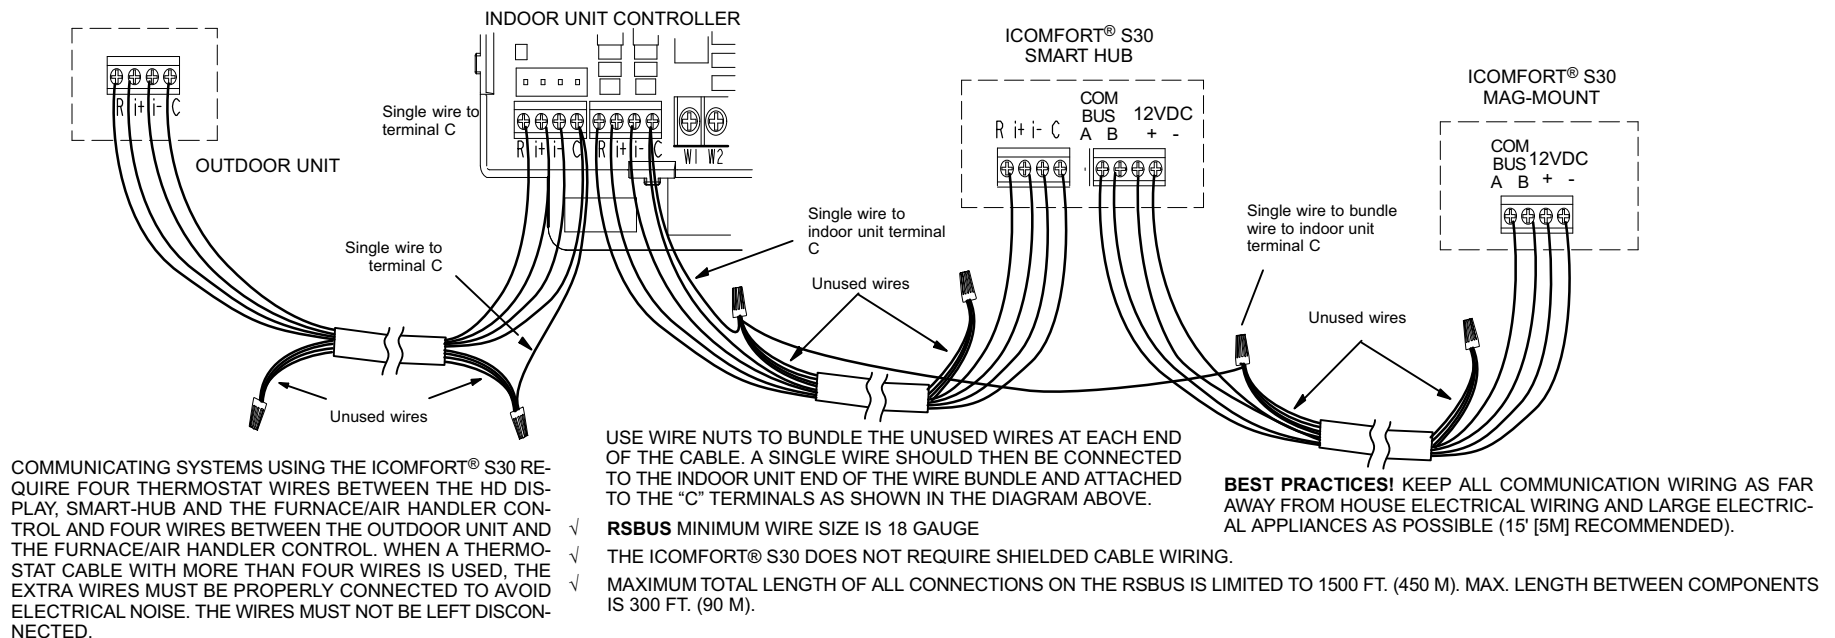 INDOOR UNIT CONTROLLER
R i+ i- C
OUTDOOR UNIT
Single wire to
terminal C
R i+ i- C
R i+ i- C
W1 W2
Single wire to
terminal C
Unused wires
Single wire to
indoor unit terminal
C
Unused wires
ICOMFORT® S30
SMART HUB
R i+ i- C
COM
BUS
A B
12VDC
+ -
Single wire to bundle
wire to indoor unit
terminal C
Unused wires
ICOMFORT® S30
MAG-MOUNT
COM
BUS 12VDC
A B + -
COMMUNICATING SYSTEMS USING THE ICOMFORT® S30 RE-
QUIRE FOUR THERMOSTAT WIRES BETWEEN THE HD DIS-
PLAY, SMART-HUB AND THE FURNACE/AIR HANDLER CON-
TROL AND FOUR WIRES BETWEEN THE OUTDOOR UNIT AND
THE FURNACE/AIR HANDLER CONTROL. WHEN A THERMO-
STAT CABLE WITH MORE THAN FOUR WIRES IS USED, THE
EXTRA WIRES MUST BE PROPERLY CONNECTED TO AVOID
ELECTRICAL NOISE. THE WIRES MUST NOT BE LEFT DISCON-
NECTED.
USE WIRE NUTS TO BUNDLE THE UNUSED WIRES AT EACH END
OF THE CABLE. A SINGLE WIRE SHOULD THEN BE CONNECTED
TO THE INDOOR UNIT END OF THE WIRE BUNDLE AND ATTACHED
TO THE “C” TERMINALS AS SHOWN IN THE DIAGRAM ABOVE.
√ RSBUS MINIMUM WIRE SIZE IS 18 GAUGE
√ THE ICOMFORT® S30 DOES NOT REQUIRE SHIELDED CABLE WIRING.
√ MAXIMUM TOTAL LENGTH OF ALL CONNECTIONS ON THE RSBUS IS LIMITED TO 1500 FT. (450 M). MAX. LENGTH BETWEEN COMPONENTS
IS 300 FT. (90 M).
BEST PRACTICES! KEEP ALL COMMUNICATION WIRING AS FAR
AWAY FROM HOUSE ELECTRICAL WIRING AND LARGE ELECTRIC-
AL APPLIANCES AS POSSIBLE (15' [5M] RECOMMENDED).